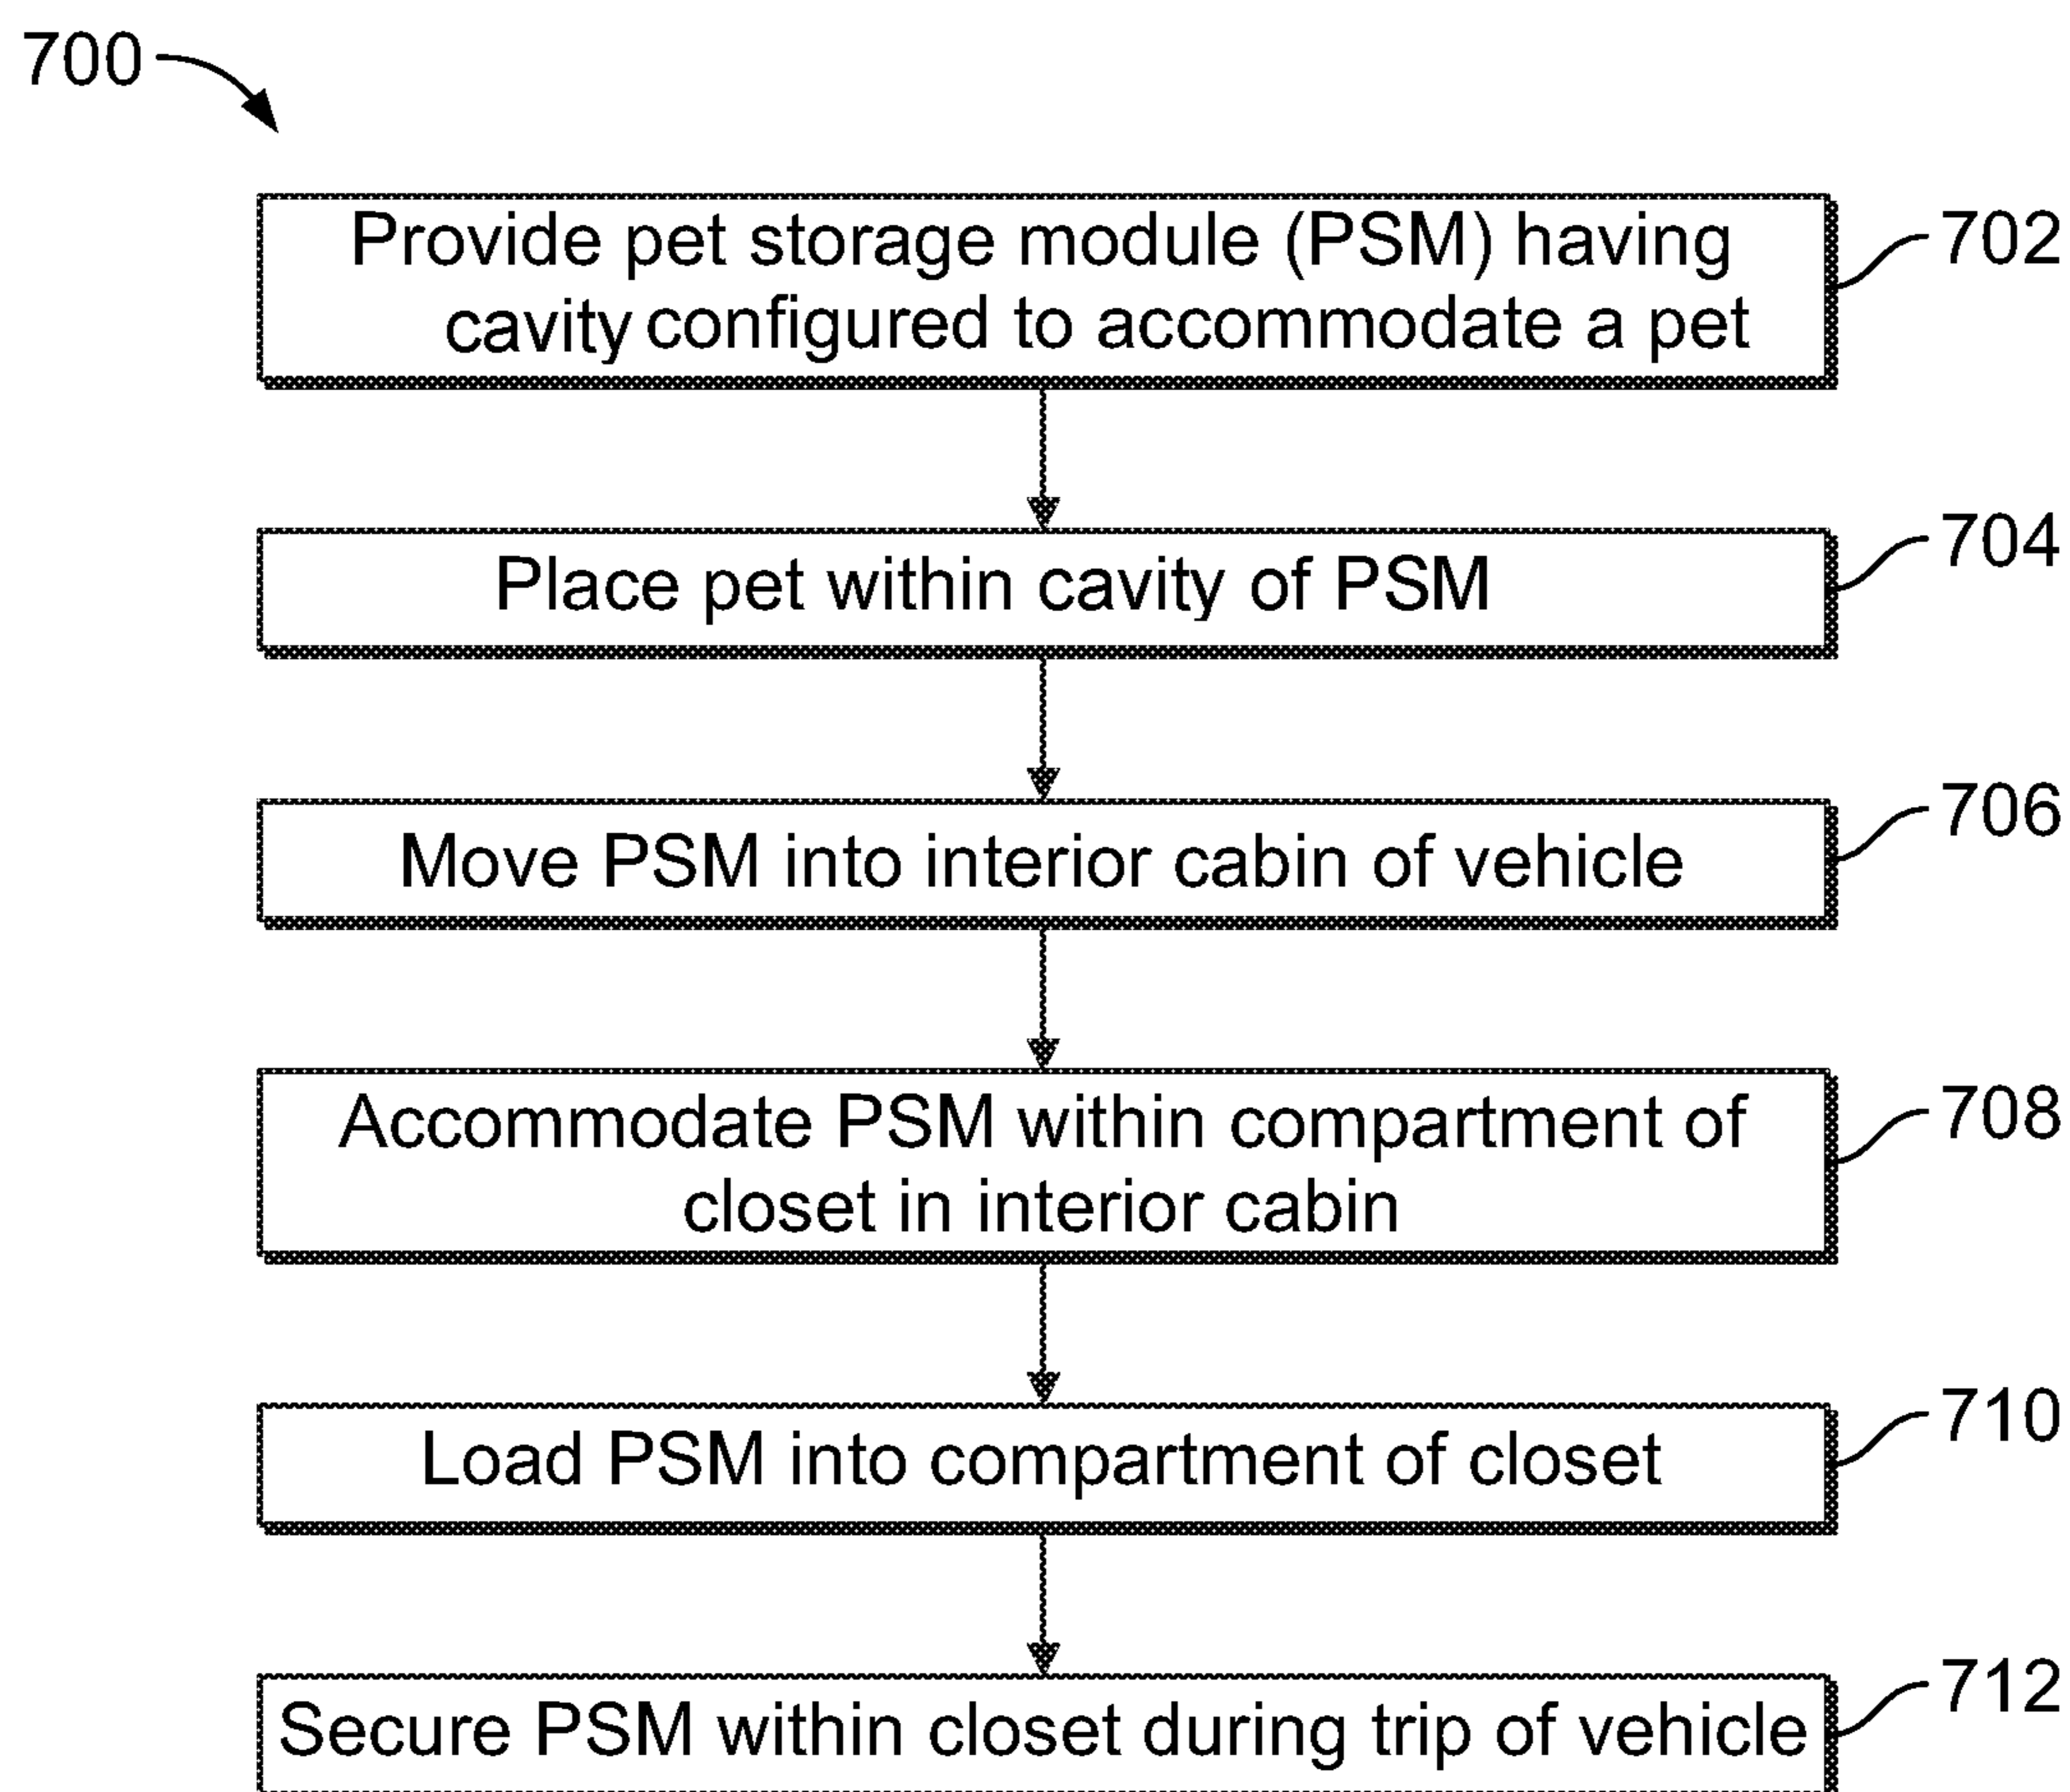 700
Provide pet storage module (PSM) having
cavity configured to accommodate a pet
702
Place pet within cavity of PSM
704
Move PSM into interior cabin of vehicle
706
Accommodate PSM within compartment of
closet in interior cabin
708
Load PSM into compartment of closet
710
Secure PSM within closet during trip of vehicle
712